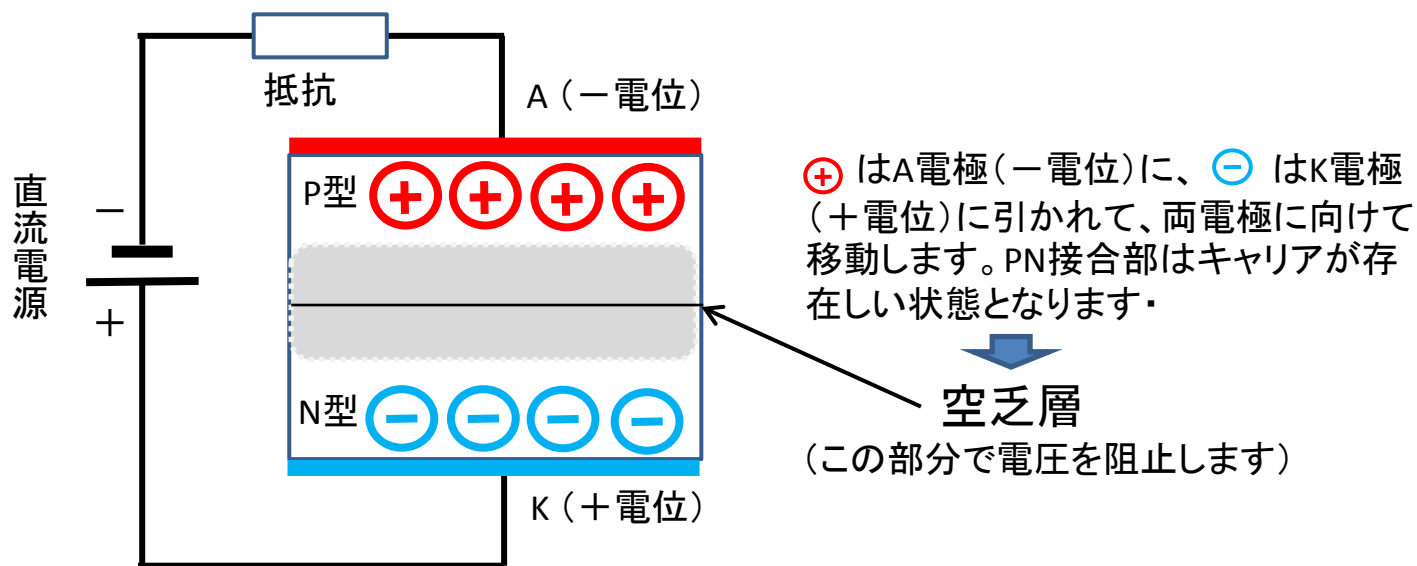 抵抗
A(-電位)
直流電源
-
+
P型
+ + + +
N型
- - - -
K(+電位)
+ はA電極(-電位)に、 - はK電極
(+電位)に引かれて、両電極に向けて
移動します。PN接合部はキャリアが存
在しい状態となります・
空乏層
(この部分で電圧を阻止します)